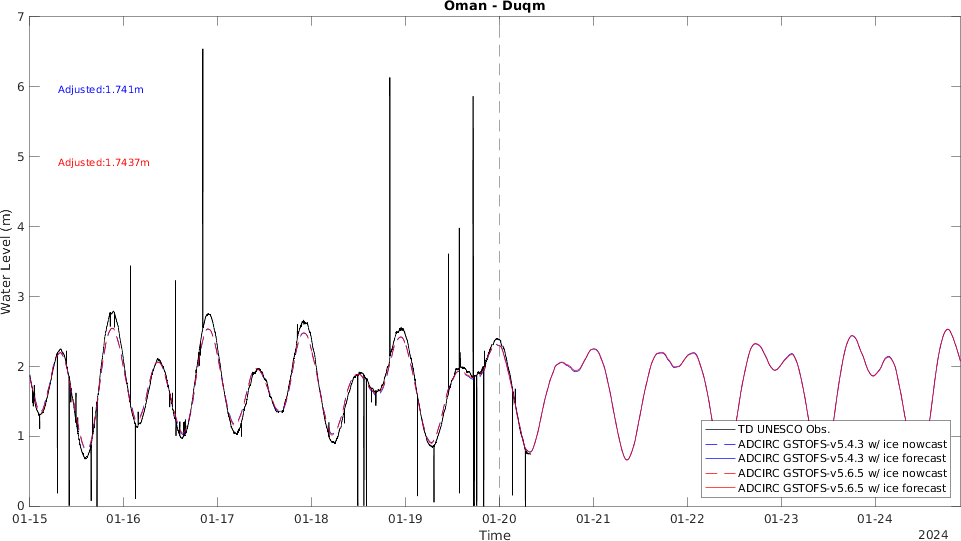 Oman - Duqm
7
6
5
4
3
2
1
0
Water Level (m)
Adjusted:1.741m
Adjusted:1.7437m
TD UNESCO Obs.
ADCIRC GSTOFS-v5.4.3 w/ ice nowcast
ADCIRC GSTOFS-v5.4.3 w/ ice forecast
ADCIRC GSTOFS-v5.6.5 w/ ice nowcast
ADCIRC GSTOFS-v5.6.5 w/ ice forecast
01-15 01-16 01-17 01-18 01-19 01-20 01-21 01-22 01-23 01-24
Time
2024